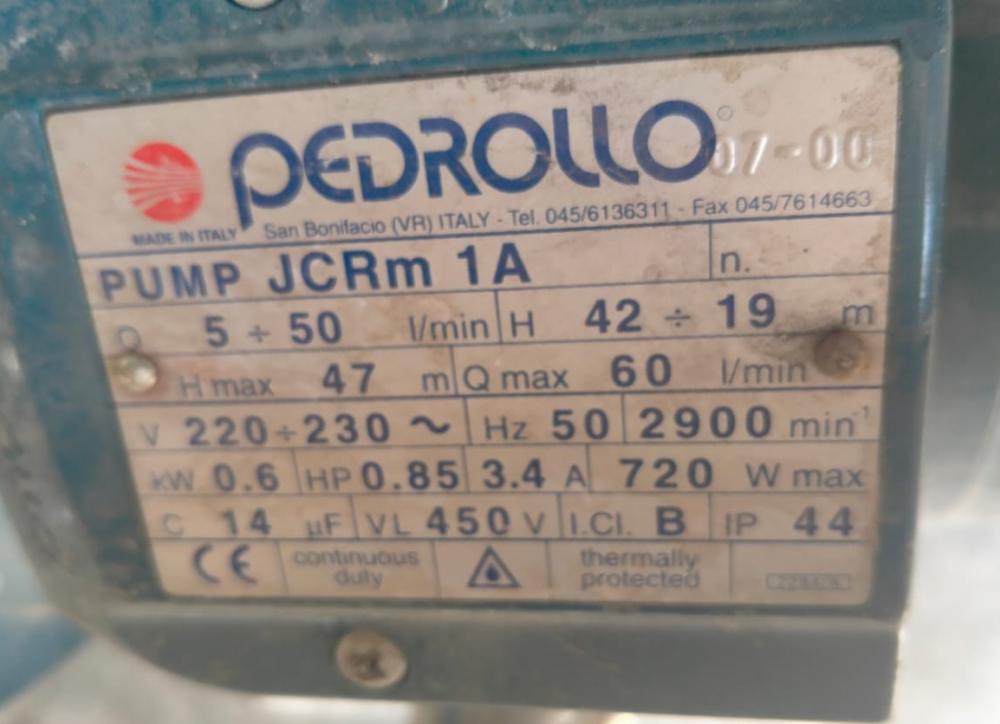 PEDROLLO
07-00
MADE IN ITALY San Bonifacio (VR) ITALY - Tel. 045/6136311 - Fax 045/7614663
PUMP JCRm 1A n.
Q 5 ÷ 50 l/min H 42 ÷ 19 m
H max 47 m Q max 60 l/min
V 220÷230 ~ Hz 50 2900 min-1
kW 0.6 HP 0.85 3.4 A 720 W max
C 14 µF VL 450 V I.Cl. B IP 44
CE continuous duty thermally protected